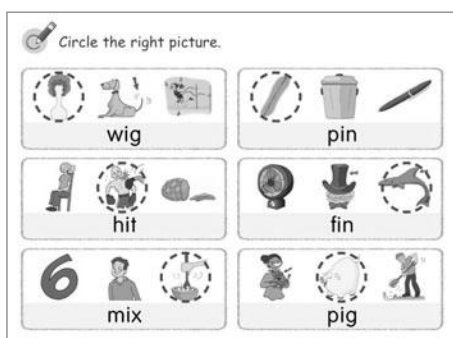 Circle the right picture.
wig
pin
hit
fin
mix
pig